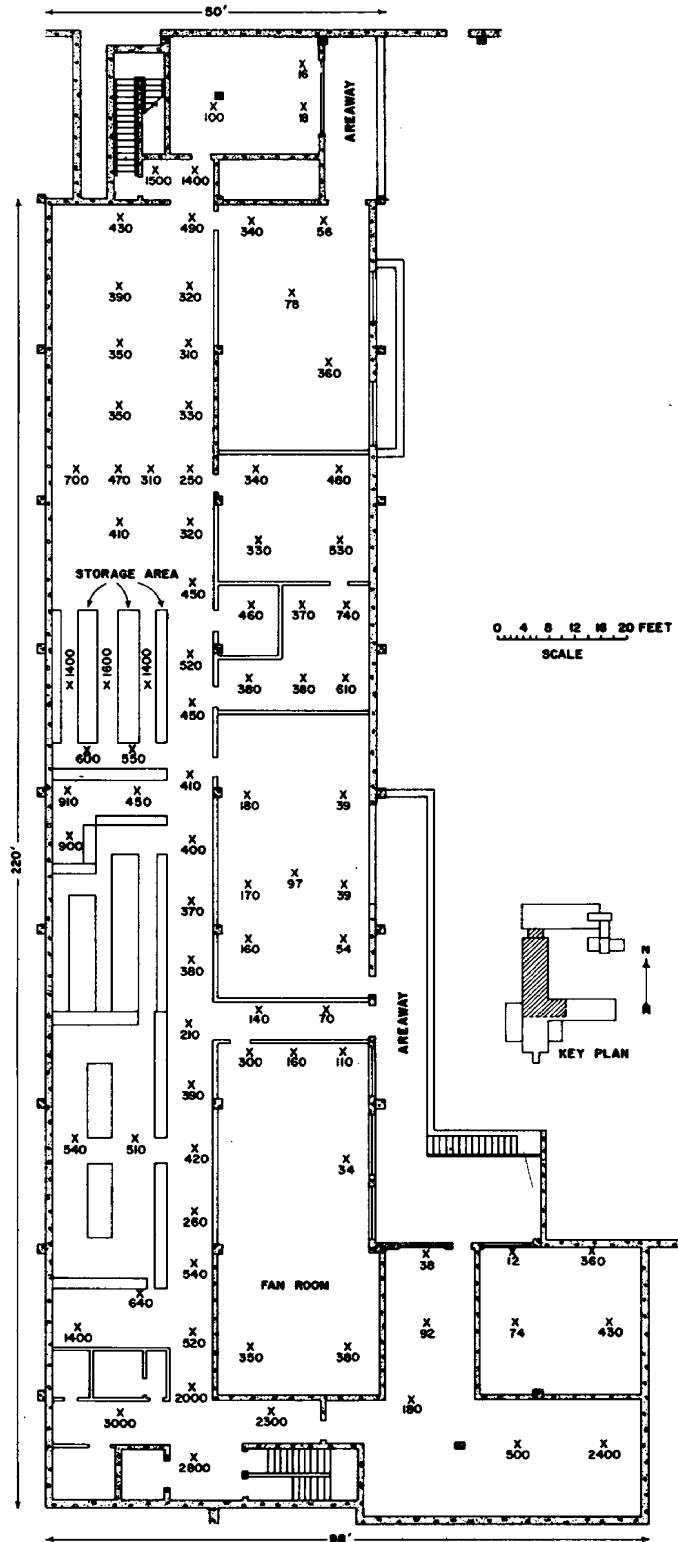 50'
X 16
X 100
X 18
AREAWAY
X 1500
X 1400
X 430
X 490
X 340
X 56
X 390
X 320
X 78
X 350
X 310
X 360
X 350
X 330
X 700
X 470
X 310
X 250
X 340
X 480
X 410
X 320
X 330
X 530
STORAGE AREA
X 450
X 460
X 370
X 740
0 4 8 12 16 20 FEET
SCALE
X 1400
X 1600
X 1400
X 520
X 380
X 380
X 610
X 450
X 600
X 550
X 410
X 910
X 450
X 180
X 39
X 900
X 400
220'
X 97
X 170
X 39
X 370
X 160
X 54
X 380
N
KEY PLAN
X 140
X 70
X 210
AREAWAY
X 300
X 160
X 110
X 390
X 540
X 510
X 420
X 34
X 260
X 38
X 12
X 360
X 540
FAN ROOM
X 640
X 1400
X 520
X 92
X 74
X 430
X 350
X 380
X 2000
X 180
X 3000
X 2300
X 500
X 2400
X 2800
98'